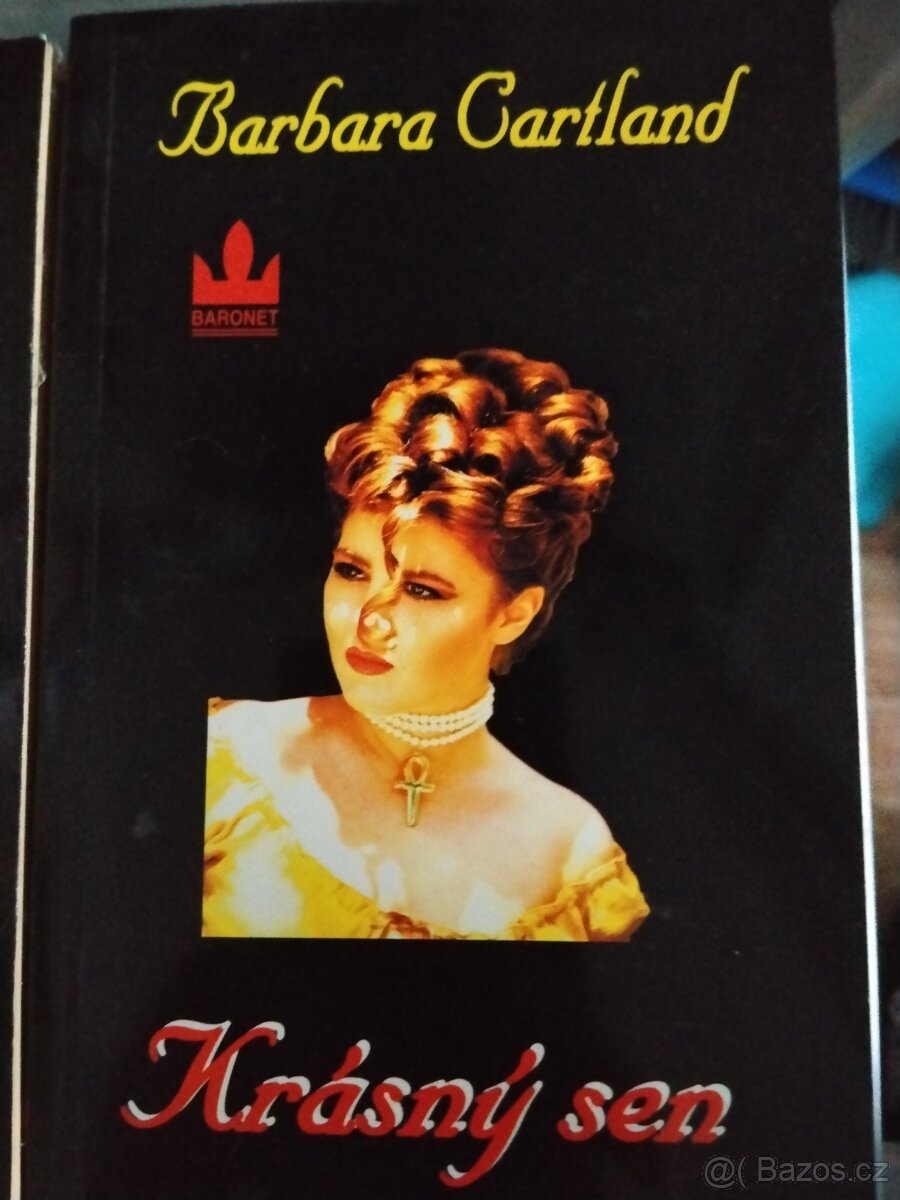 Barbara Cartland
BARONET
Krásný sen
@( Bazos.cz